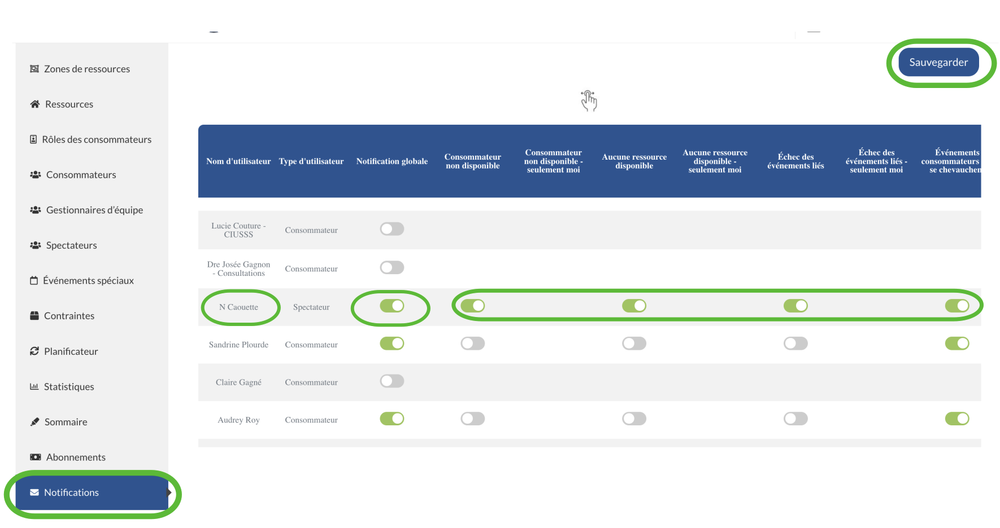 Sauvegarder
Zones de ressources
Ressources
Rôles des consommateurs
Consommateurs
Gestionnaires d'équipe
Spectateurs
Événements spéciaux
Contraintes
Planificateur
Statistiques
Sommaire
Abonnements
Notifications
Nom d'utilisateur
Type d'utilisateur
Notification globale
Consommateur
non disponible
Consommateur
non disponible -
seulement moi
Aucune ressource
disponible
Aucune ressource
disponible -
seulement moi
Échec des
événements liés
Échec des
événements liés -
seulement moi
Événements
consommateurs
se chevauchen
Lucie Couture -
CIUSSS
Consommateur
Dre Josée Gagnon
- Consultations
Consommateur
N Caouette
Spectateur
Sandrine Plourde
Consommateur
Claire Gagné
Consommateur
Audrey Roy
Consommateur